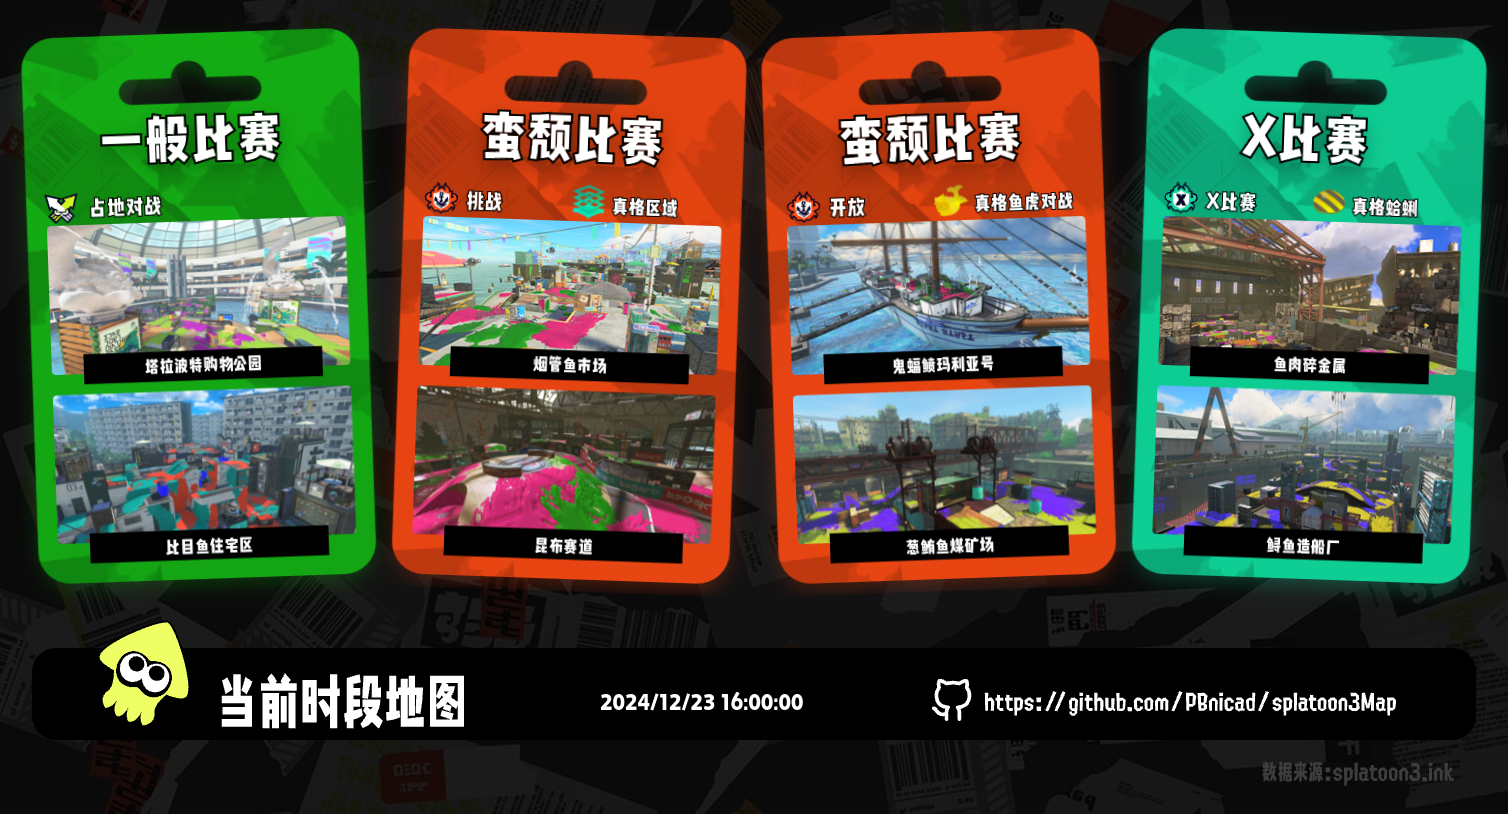 一般比赛
占地对战
塔拉波特购物公园
比目鱼住宅区
蛮颓比赛
挑战
真格区域
烟管鱼市场
昆布赛道
蛮颓比赛
开放
真格鱼虎对战
鬼蝠鲼玛利亚号
葱鲔鱼煤矿场
X比赛
X比赛
真格蛤蜊
鱼肉碎金属
鲟鱼造船厂
当前时段地图
2024/12/23 16:00:00
https://github.com/PBnicad/splatoon3Map
数据来源:splatoon3.ink